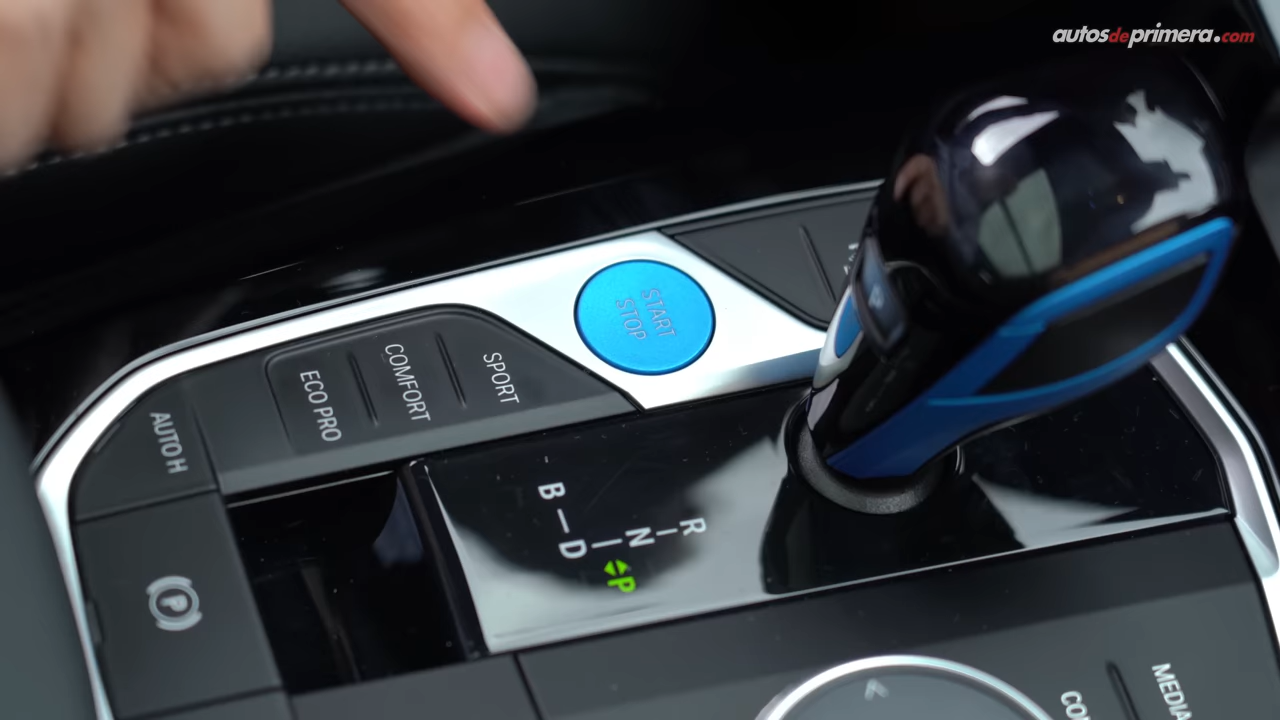 autosdeprimera.com
START
STOP
SPORT
COMFORT
ECO PRO
AUTO H
B
R
N
D
P
P
MEDIA